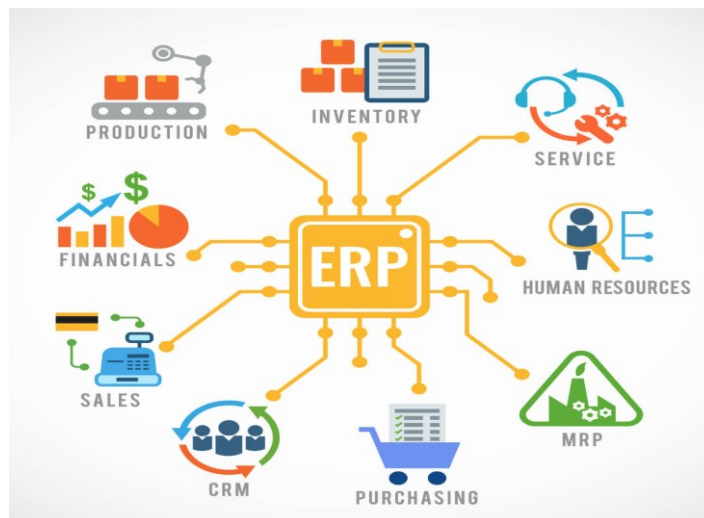 PRODUCTION
INVENTORY
SERVICE
$ $
FINANCIALS
ERP
HUMAN RESOURCES
SALES
MRP
CRM
PURCHASING